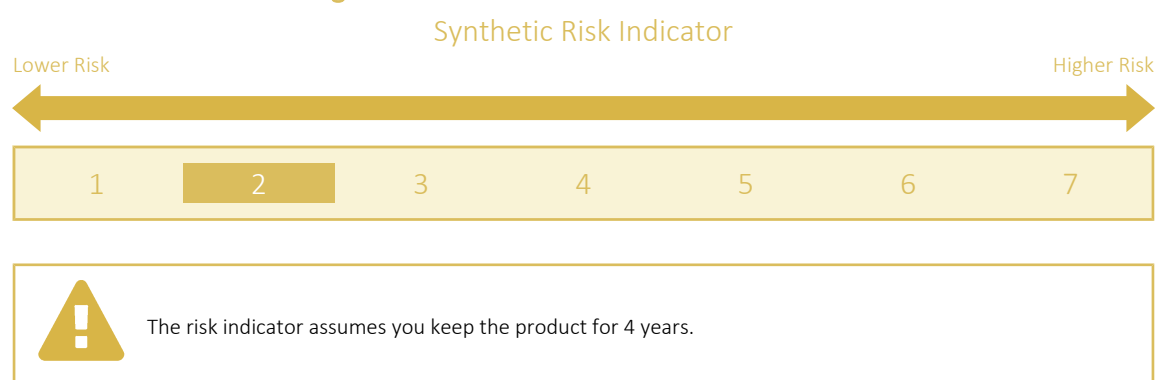 Synthetic Risk Indicator
Lower Risk Higher Risk
1 2 3 4 5 6 7
The risk indicator assumes you keep the product for 4 years.